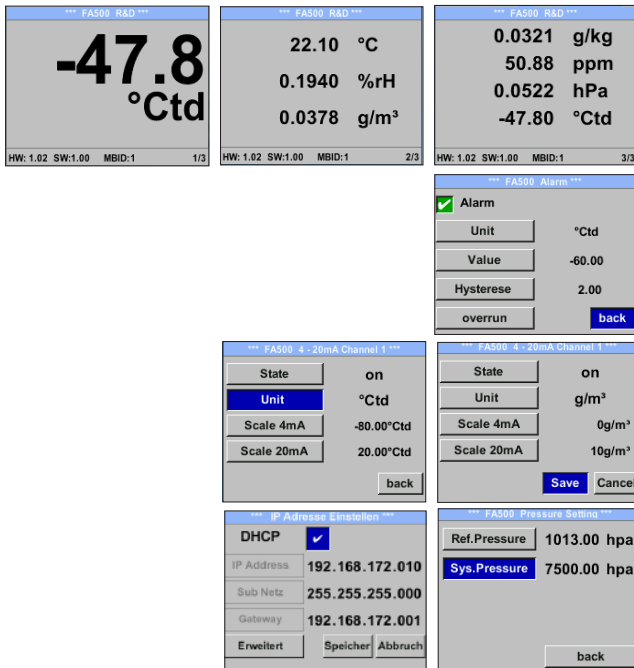 *** FA500 R&D ***
-47.8
°Ctd
HW: 1.02 SW:1.00 MBID:1 1/3
*** FA500 R&D ***
22.10 °C
0.1940 %rH
0.0378 g/m³
HW: 1.02 SW:1.00 MBID:1 2/3
*** FA500 R&D ***
0.0321 g/kg
50.88 ppm
0.0522 hPa
-47.80 °Ctd
HW: 1.02 SW:1.00 MBID:1 3/3
*** FA500 Alarm ***
Alarm
Unit °Ctd
Value -60.00
Hysterese 2.00
overrun back
*** FA500 4 - 20mA Channel 1 ***
State on
Unit °Ctd
Scale 4mA -80.00°Ctd
Scale 20mA 20.00°Ctd
back
*** FA500 4 - 20mA Channel 1 ***
State on
Unit g/m³
Scale 4mA 0g/m³
Scale 20mA 10g/m³
Save Cancel
*** IP Adresse Einstellen ***
DHCP
IP Address 192.168.172.010
Sub Netz 255.255.255.000
Gateway 192.168.172.001
Erweitert Speicher Abbruch
*** FA500 Pressure Setting ***
Ref.Pressure 1013.00 hpa
Sys.Pressure 7500.00 hpa
back